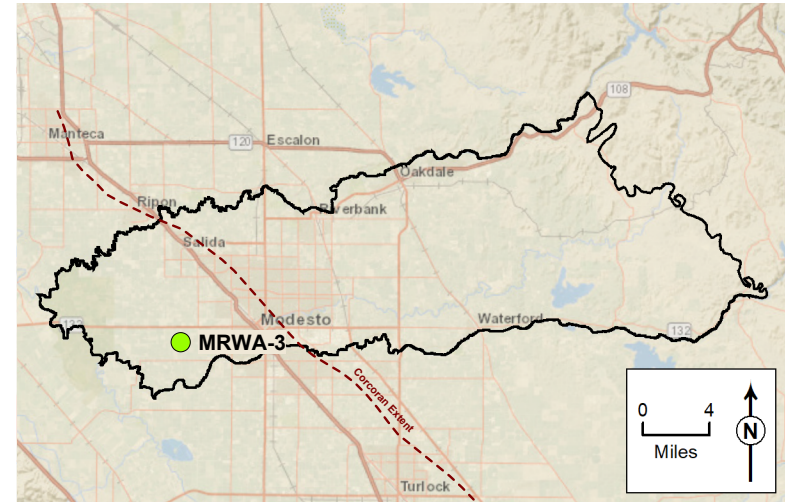 108
Manteca
120
Escalon
Oakdale
Ripon
Riverbank
Salida
132
Modesto
Waterford
132
MRWA-3
Corcoran Extent
0 4
Miles
N
Turlock